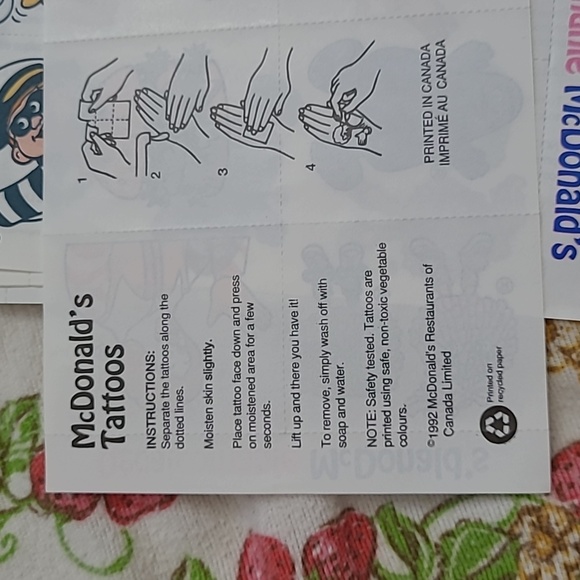 McDonald's
Tattoos
INSTRUCTIONS:
Separate the tattoos along the
dotted lines.
Moisten skin slightly.
Place tattoo face down and press
on moistened area for a few
seconds.
Lift up and there you have it!
To remove, simply wash off with
soap and water.
NOTE: Safety tested. Tattoos are
printed using safe, non-toxic vegetable
colours.
©1992 McDonald's Restaurants of
Canada Limited
Printed on
recycled paper
1
2
3
4
PRINTED IN CANADA
IMPRIMÉ AU CANADA
McDonald's
McDonald's